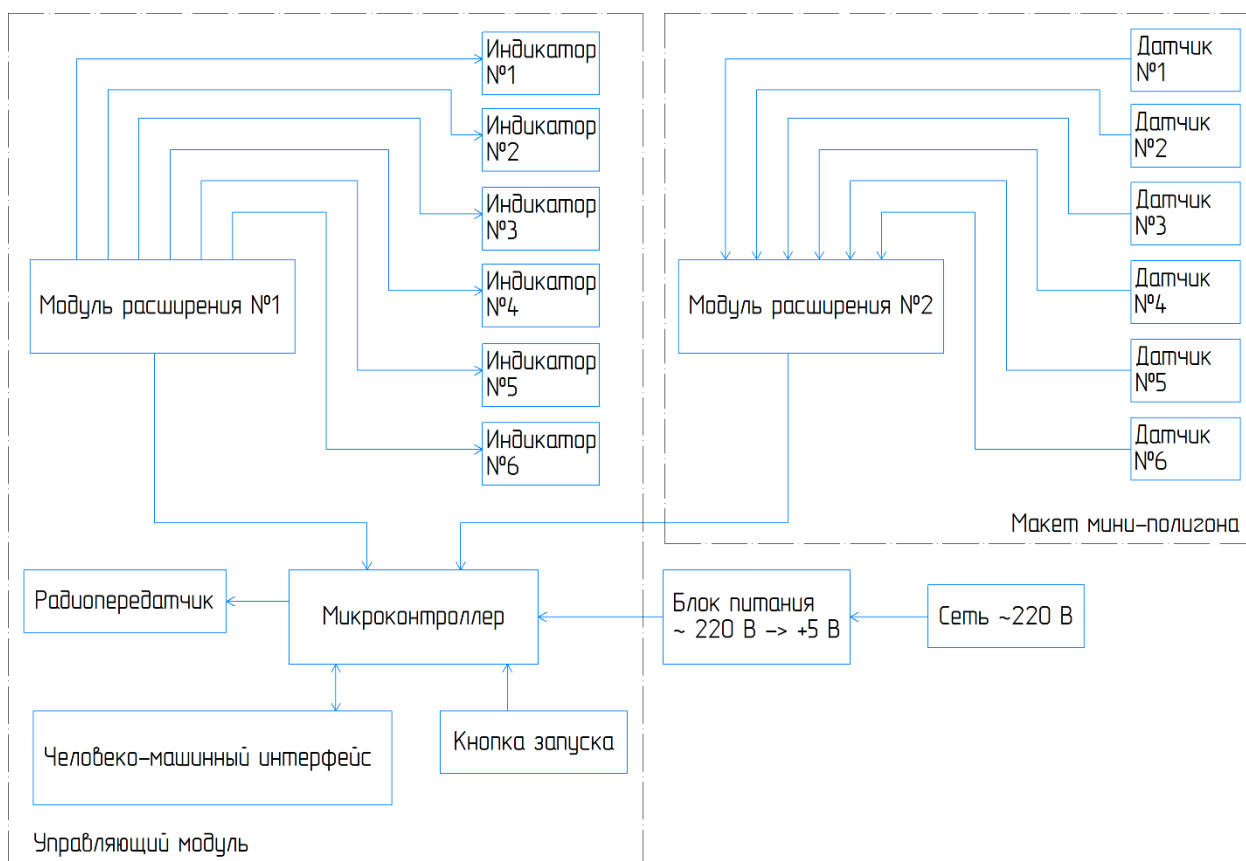 Индикатор
№1
Индикатор
№2
Индикатор
№3
Индикатор
№4
Индикатор
№5
Индикатор
№6
Модуль расширения №1
Датчик
№1
Датчик
№2
Датчик
№3
Датчик
№4
Датчик
№5
Датчик
№6
Модуль расширения №2
Макет мини-полигона
Радиопередатчик
Микроконтроллер
Блок питания
~ 220 В -> +5 В
Сеть ~220 В
Человеко-машинный интерфейс
Кнопка запуска
Управляющий модуль